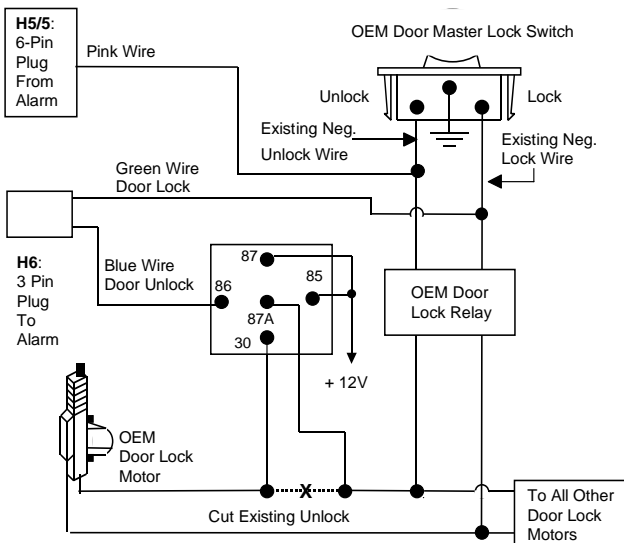 H5/5:
6-Pin
Plug
From
Alarm
Pink Wire
OEM Door Master Lock Switch
Unlock
Lock
Existing Neg.
Unlock Wire
Existing Neg.
Lock Wire
Green Wire
Door Lock
H6:
3 Pin
Plug
To
Alarm
Blue Wire
Door Unlock
87
86
85
87A
30
+ 12V
OEM Door
Lock Relay
OEM
Door Lock
Motor
X
Cut Existing Unlock
To All Other
Door Lock
Motors